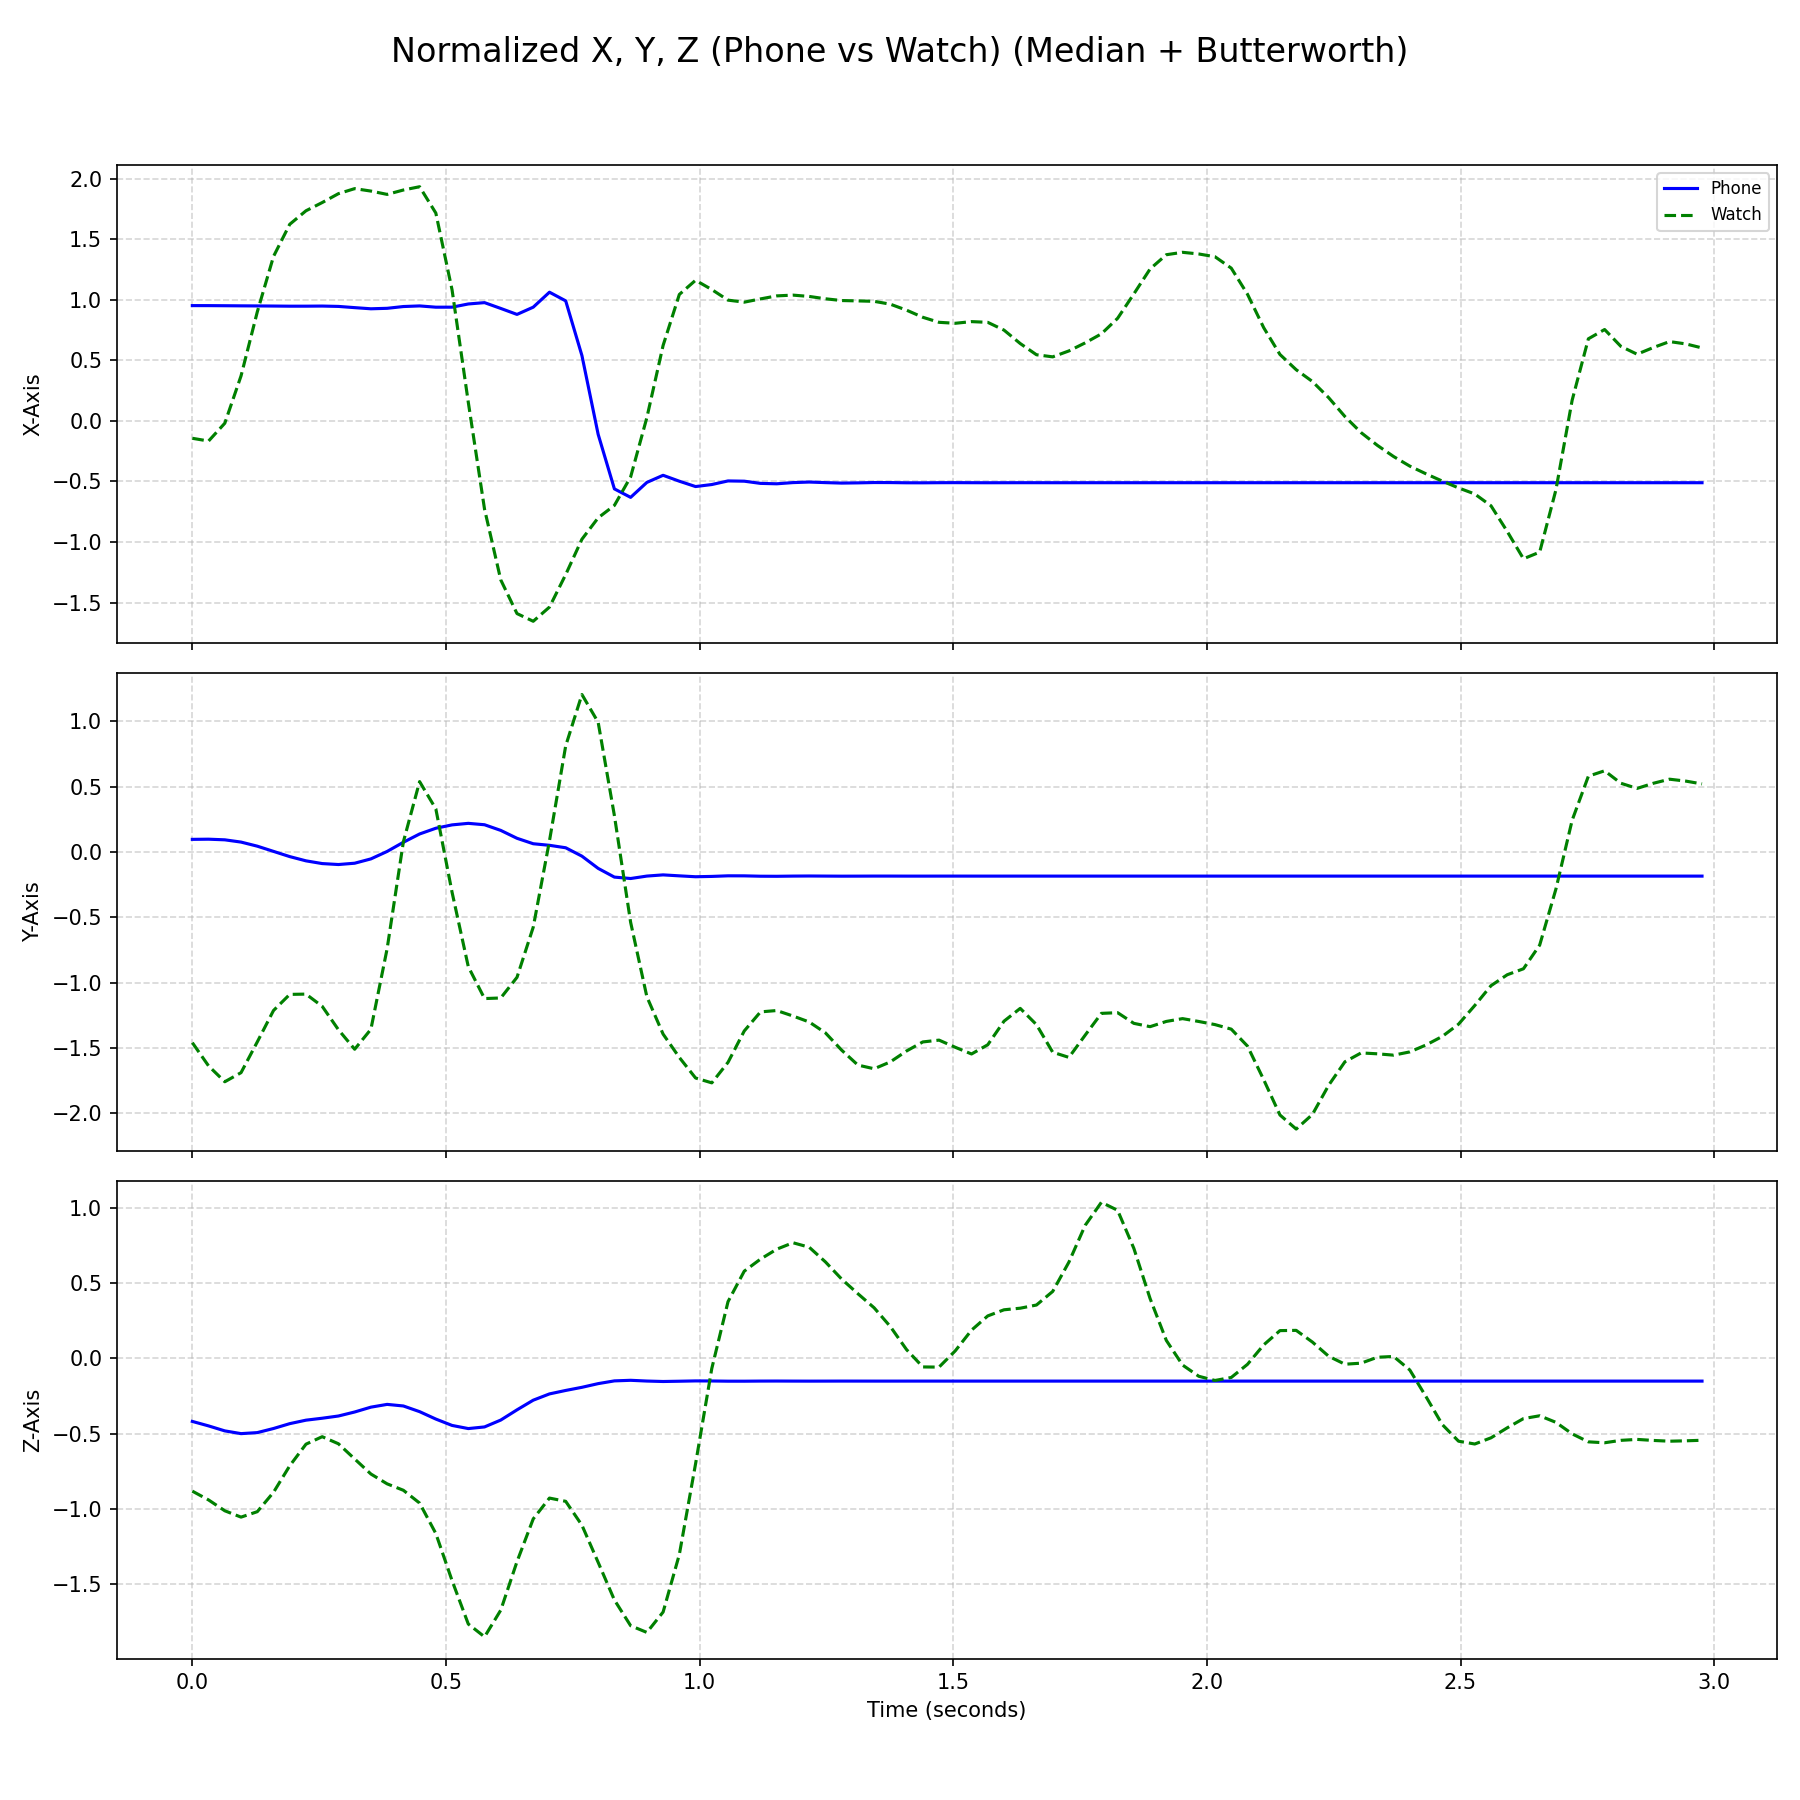 Normalized X, Y, Z (Phone vs Watch) (Median + Butterworth)
Phone
Watch
X-Axis
2.0
1.5
1.0
0.5
0.0
−0.5
−1.0
−1.5
Y-Axis
1.0
0.5
0.0
−0.5
−1.0
−1.5
−2.0
Z-Axis
1.0
0.5
0.0
−0.5
−1.0
−1.5
0.0 0.5 1.0 1.5 2.0 2.5 3.0
Time (seconds)